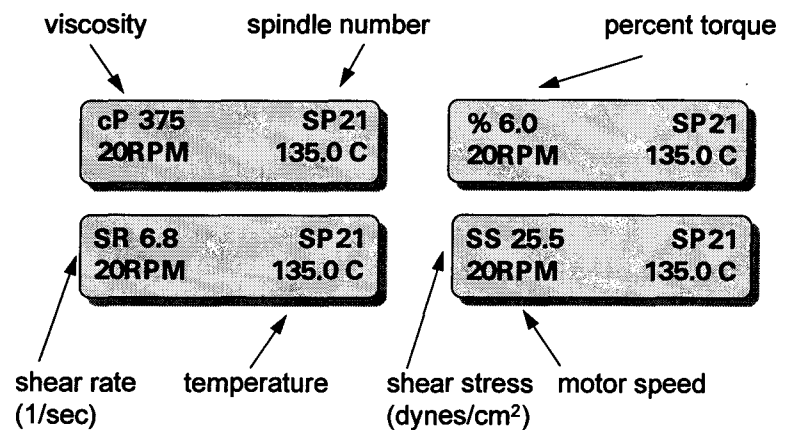 viscosity spindle number percent torque
cP 375 SP21
20RPM 135.0 C
% 6.0 SP21
20RPM 135.0 C
SR 6.8 SP21
20RPM 135.0 C
SS 25.5 SP21
20RPM 135.0 C
shear rate
(1/sec)
temperature
shear stress
(dynes/cm²)
motor speed